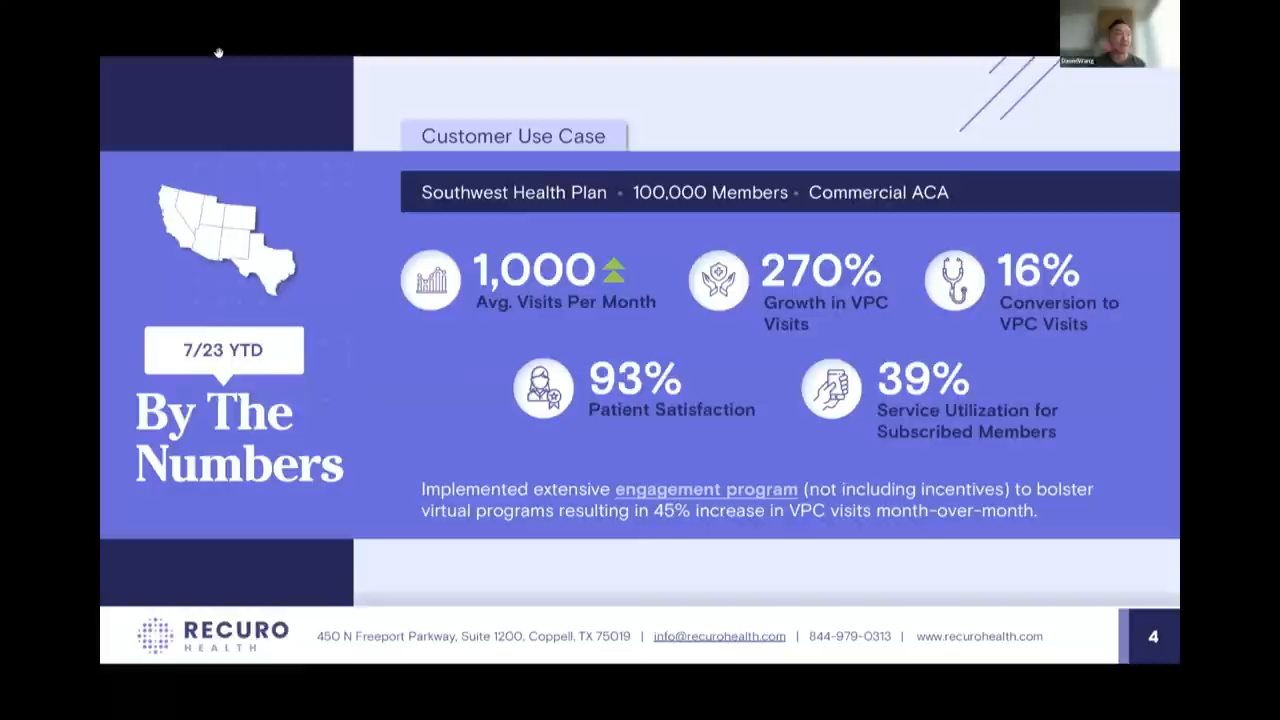 DanielWang
Customer Use Case
Southwest Health Plan • 100,000 Members • Commercial ACA
7/23 YTD
By The
Numbers
1,000
Avg. Visits Per Month
270%
Growth in VPC
Visits
16%
Conversion to
VPC Visits
93%
Patient Satisfaction
39%
Service Utilization for
Subscribed Members
Implemented extensive engagement program (not including incentives) to bolster
virtual programs resulting in 45% increase in VPC visits month-over-month.
RECURO
HEALTH
450 N Freeport Parkway, Suite 1200, Coppell, TX 75019 | info@recurohealth.com | 844-979-0313 | www.recurohealth.com
4